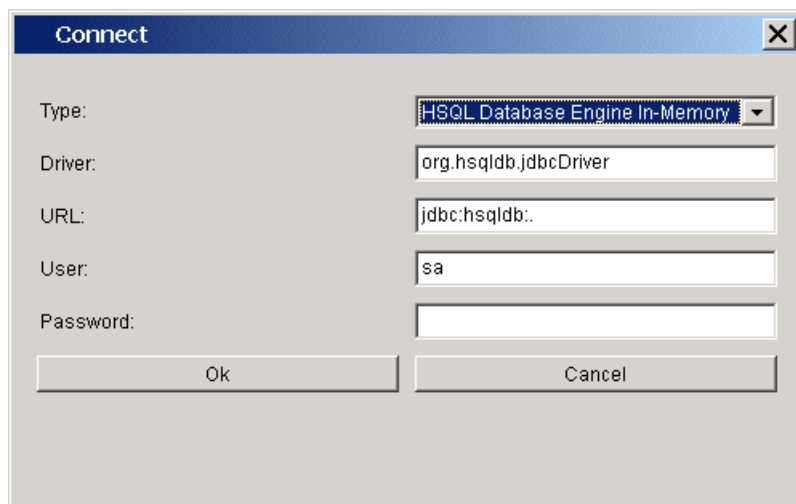 Connect
Type: HSQL Database Engine In-Memory
Driver: org.hsqldb.jdbcDriver
URL: jdbc:hsqldb:.
User: sa
Password:
Ok Cancel